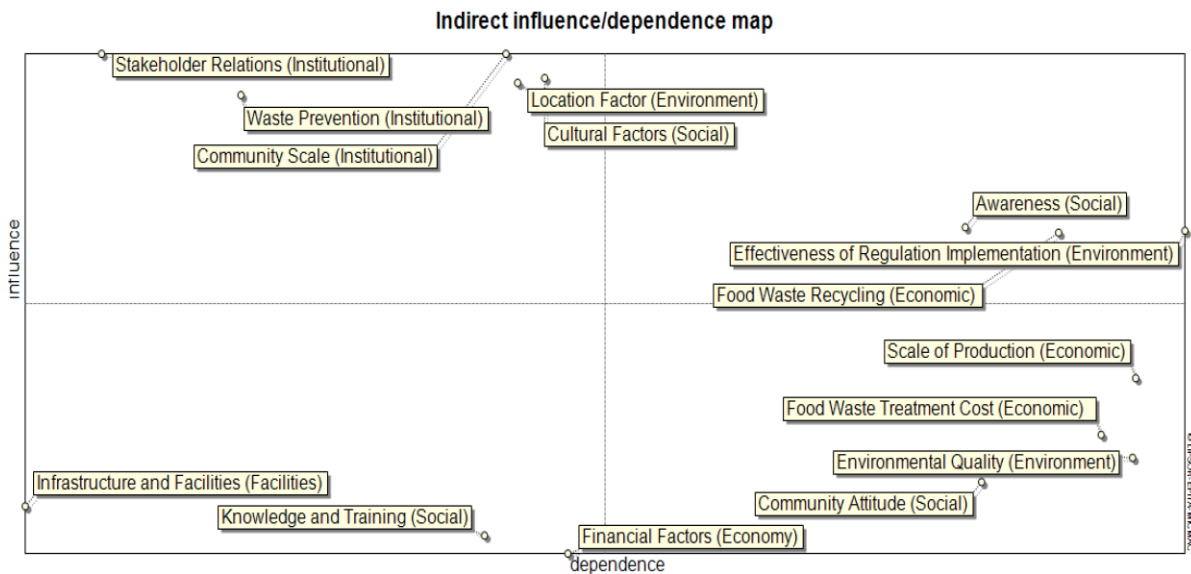 Indirect influence/dependence map
Stakeholder Relations (Institutional)
Waste Prevention (Institutional)
Community Scale (Institutional)
Location Factor (Environment)
Cultural Factors (Social)
Awareness (Social)
Effectiveness of Regulation Implementation (Environment)
Food Waste Recycling (Economic)
influence
Scale of Production (Economic)
Food Waste Treatment Cost (Economic)
Environmental Quality (Environment)
Community Attitude (Social)
Infrastructure and Facilities (Facilities)
Knowledge and Training (Social)
Financial Factors (Economy)
dependence